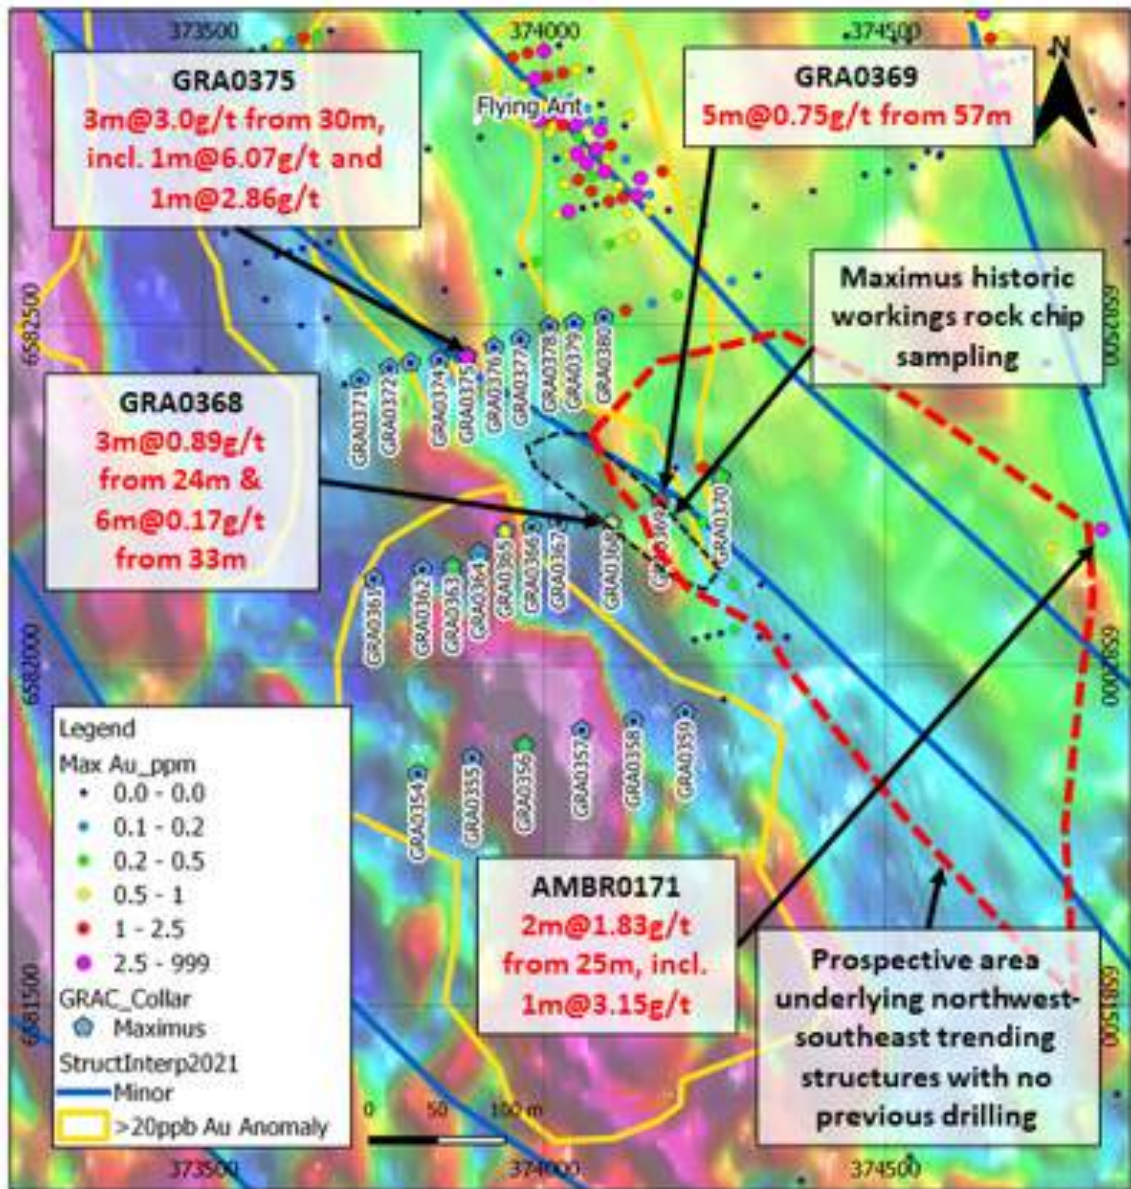 373500
374000
374500
N
GRA0375
3m@3.0g/t from 30m,
incl. 1m@6.07g/t and
1m@2.86g/t
Flying Ant
GRA0369
5m@0.75g/t from 57m
Maximus historic
workings rock chip
sampling
6582500
6582500
GRA0371
GRA0372
GRA0374
GRA0375
GRA0376
GRA0377
GRA0378
GRA0379
GRA0380
GRA0368
3m@0.89g/t
from 24m &
6m@0.17g/t
from 33m
GRA0361
GRA0362
GRA0363
GRA0364
GRA0365
GRA0366
GRA0367
GRA0368
GRA0369
GRA0370
6582000
6582000
GRA0354
GRA0355
GRA0356
GRA0357
GRA0358
GRA0359
Legend
Max Au_ppm
0.0 - 0.0
0.1 - 0.2
0.2 - 0.5
0.5 - 1
1 - 2.5
2.5 - 999
GRAC_Collar
Maximus
StructInterp2021
Minor
>20ppb Au Anomaly
AMBR0171
2m@1.83g/t
from 25m, incl.
1m@3.15g/t
Prospective area
underlying northwest-
southeast trending
structures with no
previous drilling
6581500
6581500
0 50 100 m
373500
374000
374500